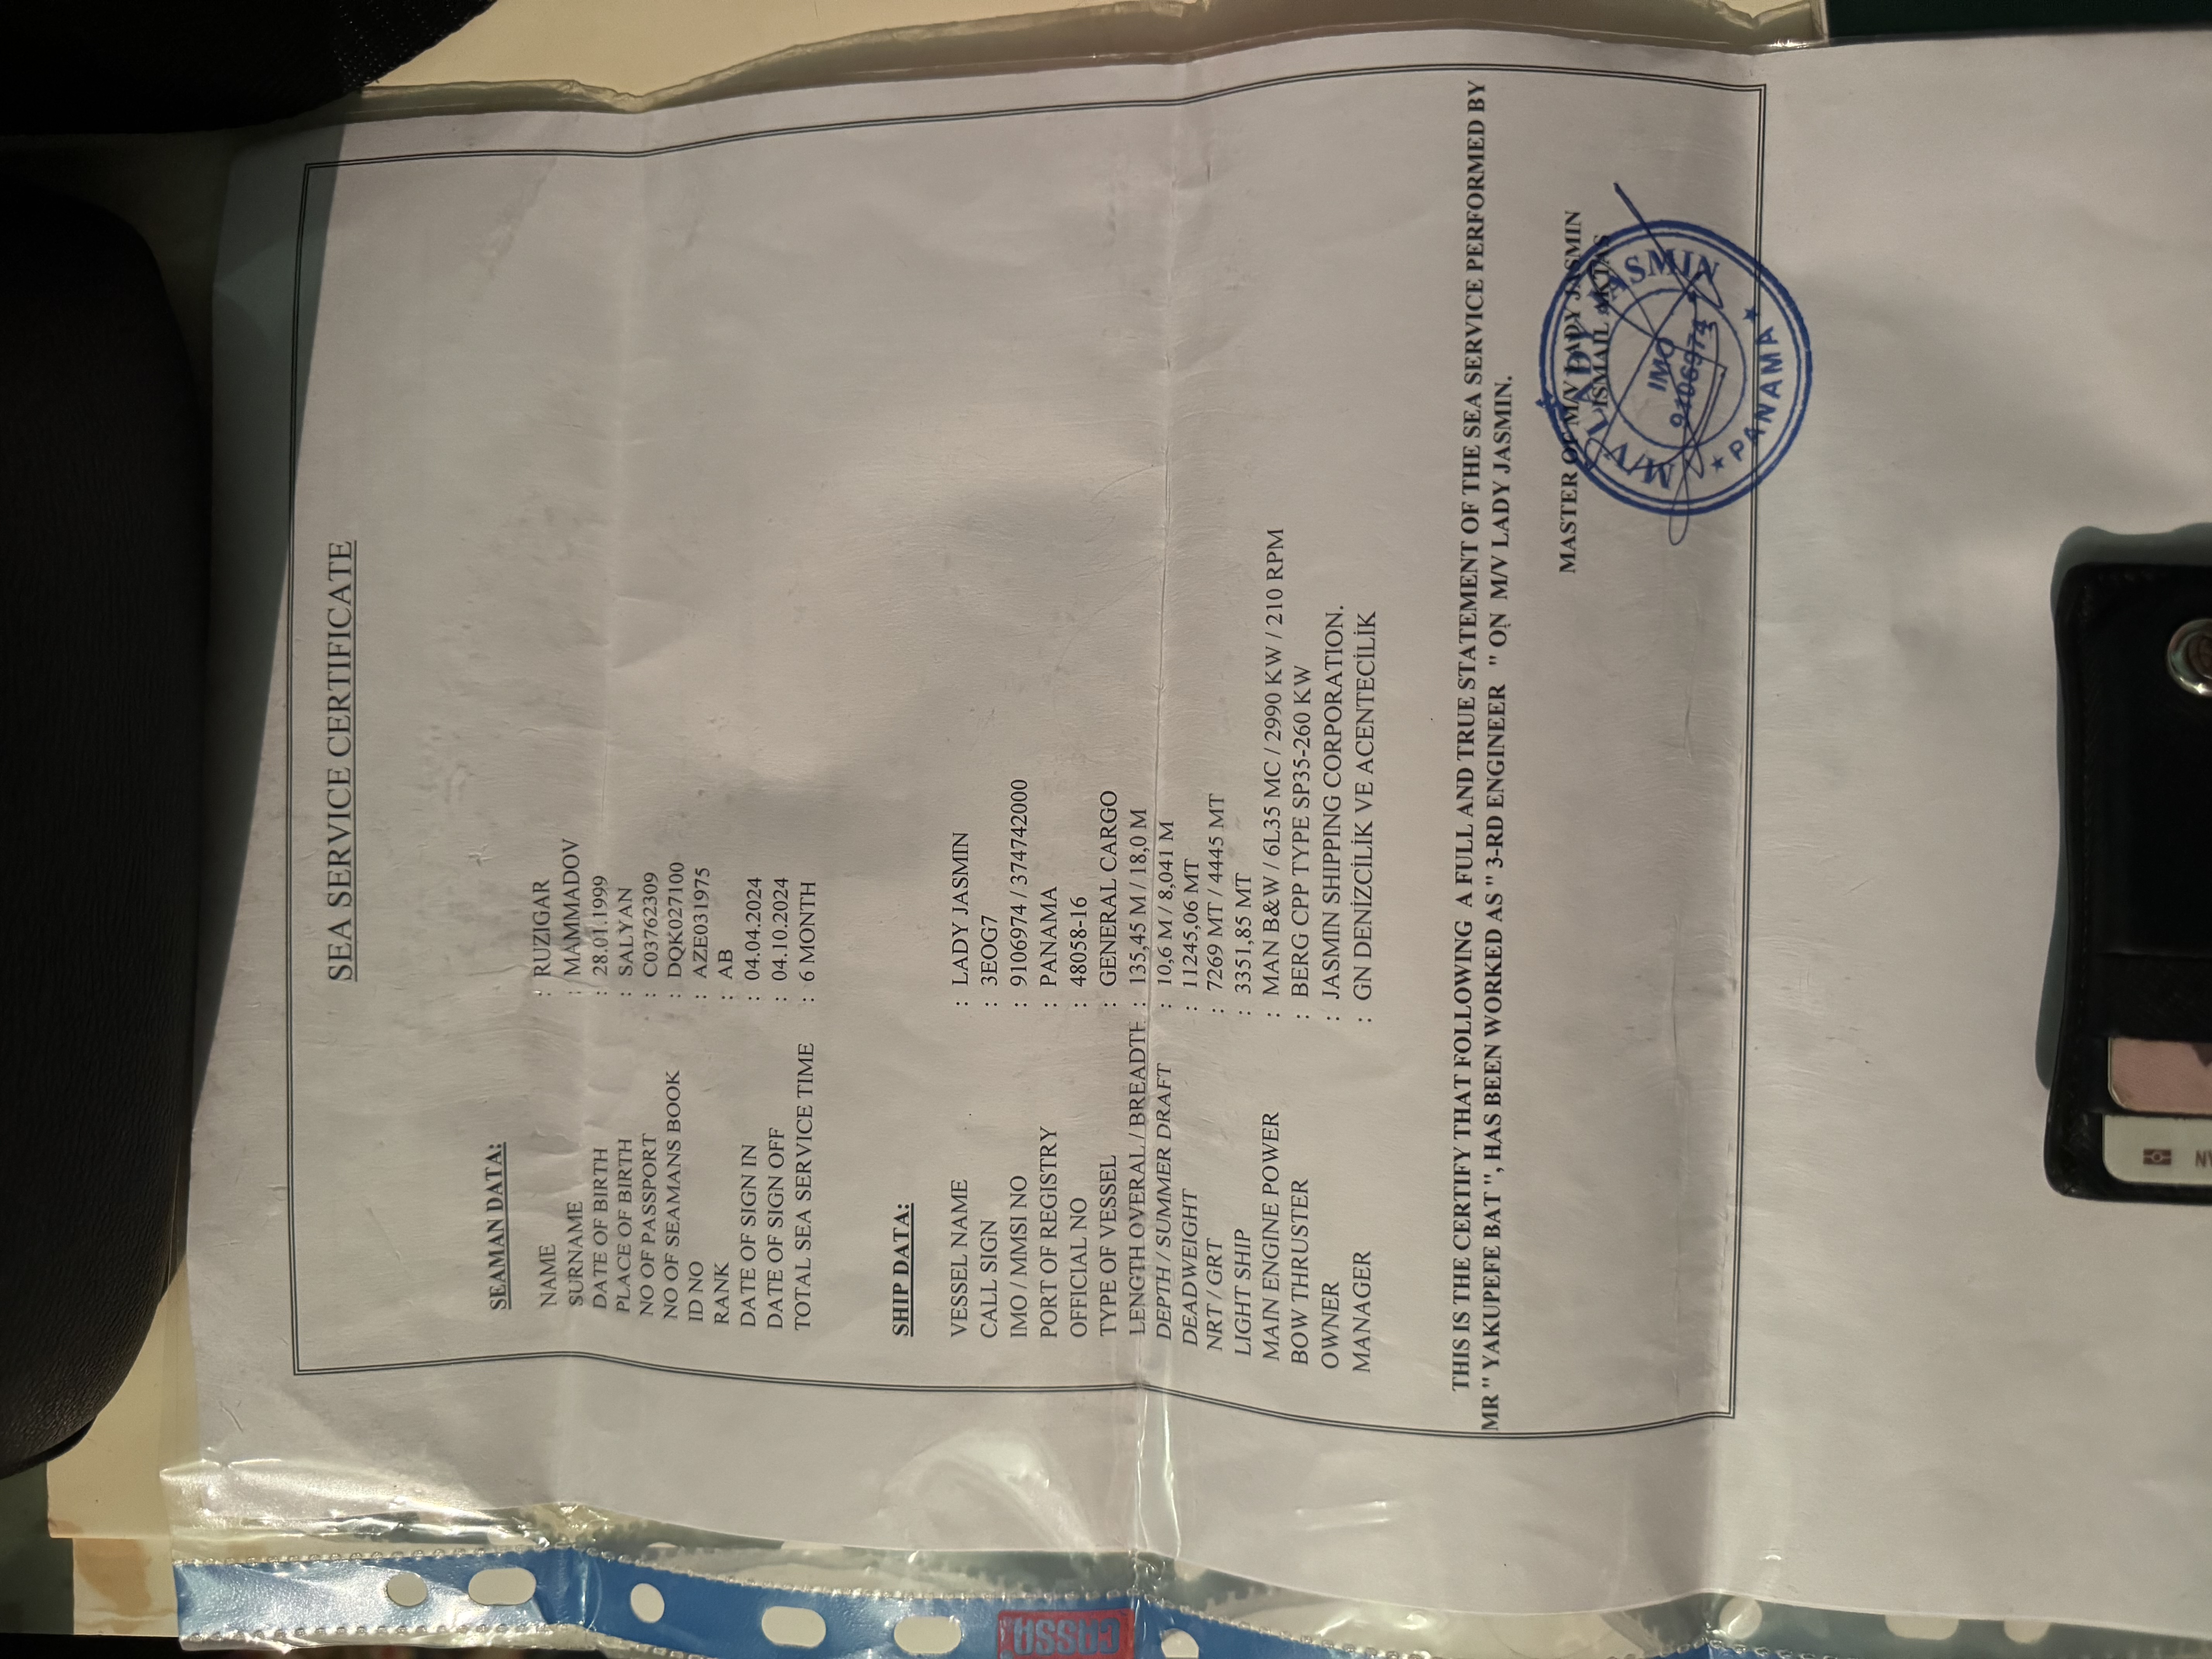 SEA SERVICE CERTIFICATE
SEAMAN DATA:
NAME : RUZIGAR
SURNAME : MAMMADOV
DATE OF BIRTH : 28.01.1999
PLACE OF BIRTH : SALYAN
NO OF PASSPORT : C03762309
NO OF SEAMANS BOOK : DQK027100
ID NO : AZE031975
RANK : AB
DATE OF SIGN IN : 04.04.2024
DATE OF SIGN OFF : 04.10.2024
TOTAL SEA SERVICE TIME : 6 MONTH
SHIP DATA:
VESSEL NAME : LADY JASMIN
CALL SIGN : 3EOG7
IMO / MMSI NO : 9106974 / 374742000
PORT OF REGISTRY : PANAMA
OFFICIAL NO : 48058-16
TYPE OF VESSEL : GENERAL CARGO
LENGTH OVERAL / BREADTH : 135,45 M / 18,0 M
DEPTH / SUMMER DRAFT : 10,6 M / 8,041 M
DEADWEIGHT : 11245,06 MT
NRT / GRT : 7269 MT / 4445 MT
LIGHT SHIP : 3351,85 MT
MAIN ENGINE POWER : MAN B&W / 6L35 MC / 2990 KW / 210 RPM
BOW THRUSTER : BERG CPP TYPE SP35-260 KW
OWNER : JASMIN SHIPPING CORPORATION.
MANAGER : GN DENİZCİLİK VE ACENTECİLİK
THIS IS THE CERTIFY THAT FOLLOWING A FULL AND TRUE STATEMENT OF THE SEA SERVICE PERFORMED BY
MR " YAKUPEFE BAT ", HAS BEEN WORKED AS " 3-RD ENGINEER " ON M/V LADY JASMIN.
MASTER OF M/V LADY JASMIN
ISMAIL AKTAS
M/V LADY JASMIN
IMO
9106974
★ PANAMA ★
CASSA